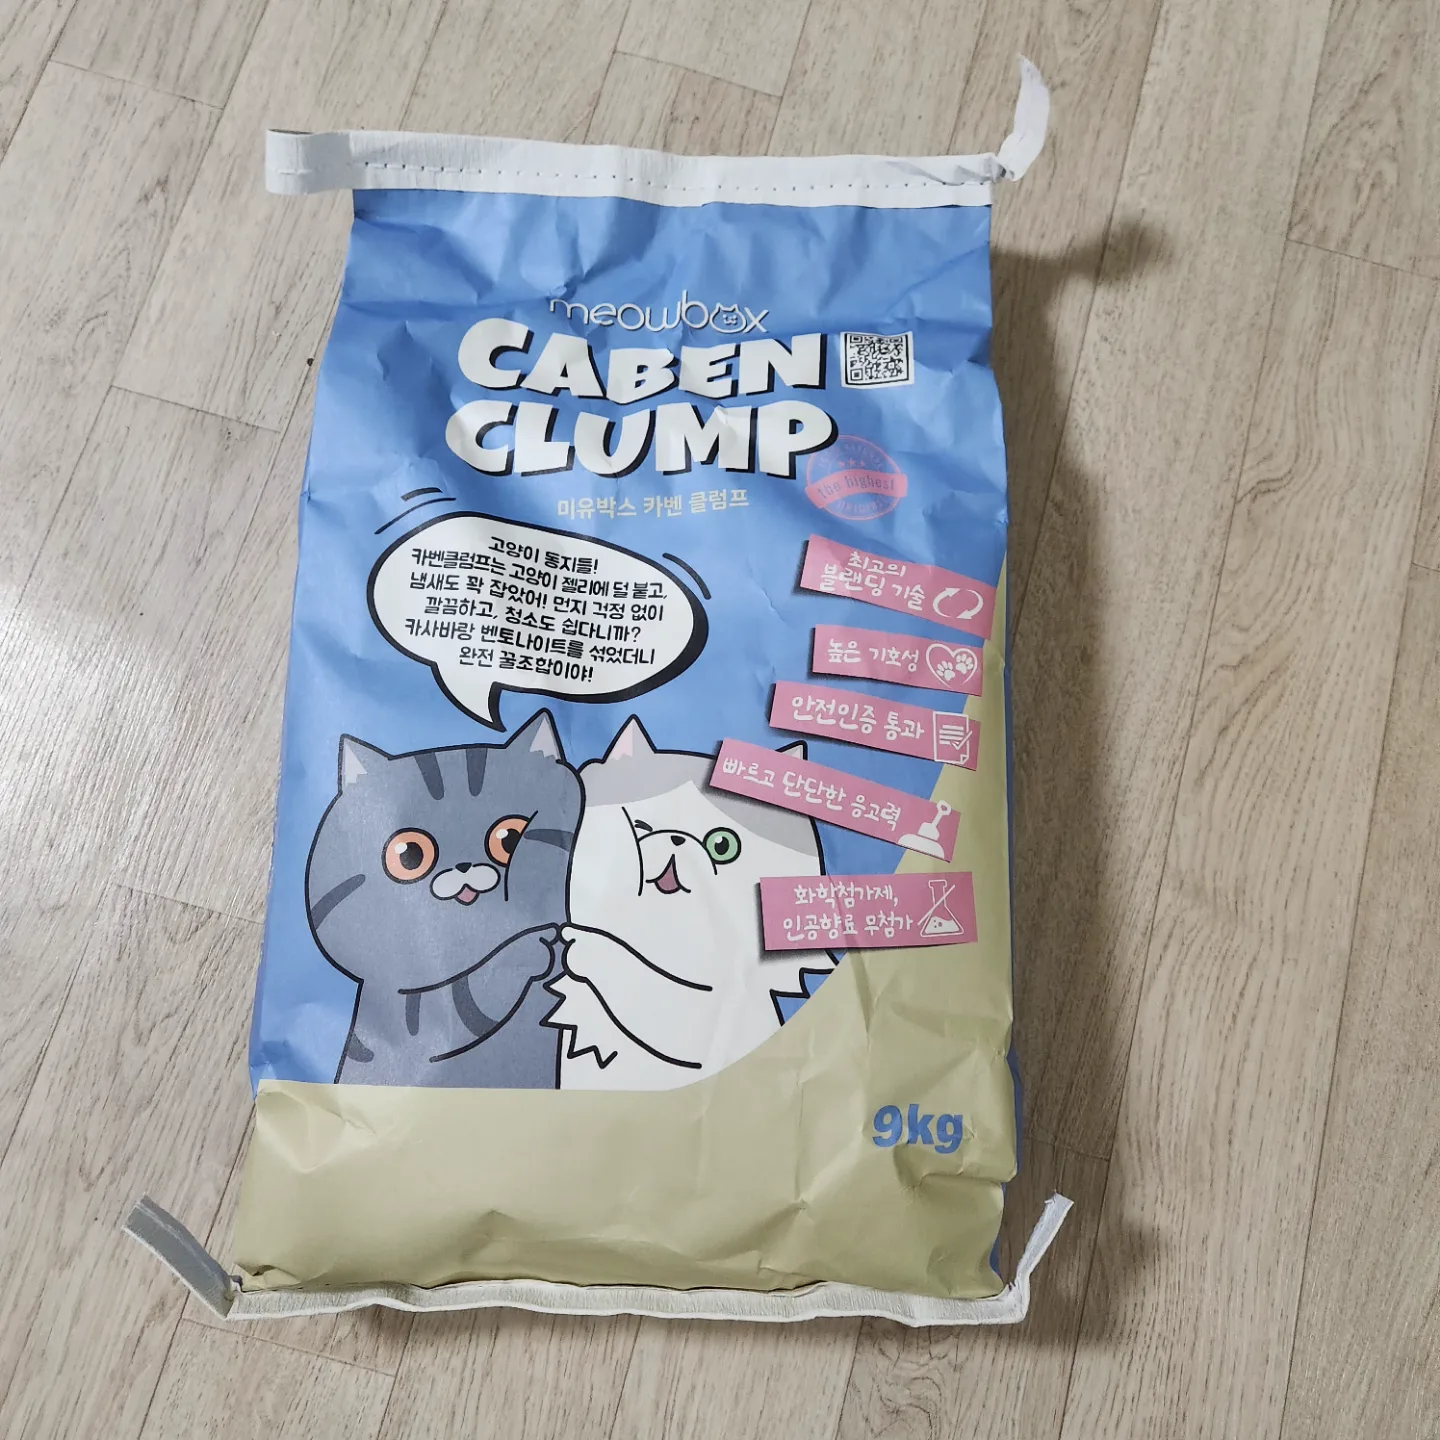 meowbox
CABEN
CLUMP
미유박스 카벤 클럼프
the highest
고양이 동지들!
카벤클럼프는 고양이 젤리에 덜 붙고,
냄새도 꽉 잡았어! 먼지 걱정 없이
깔끔하고, 청소도 쉽다니까?
카사바랑 벤토나이트를 섞었더니
완전 꿀조합이야!
최고의
블랜딩 기술
높은 기호성
안전인증 통과
빠르고 단단한 응고력
화학첨가제,
인공향료 무첨가
9kg